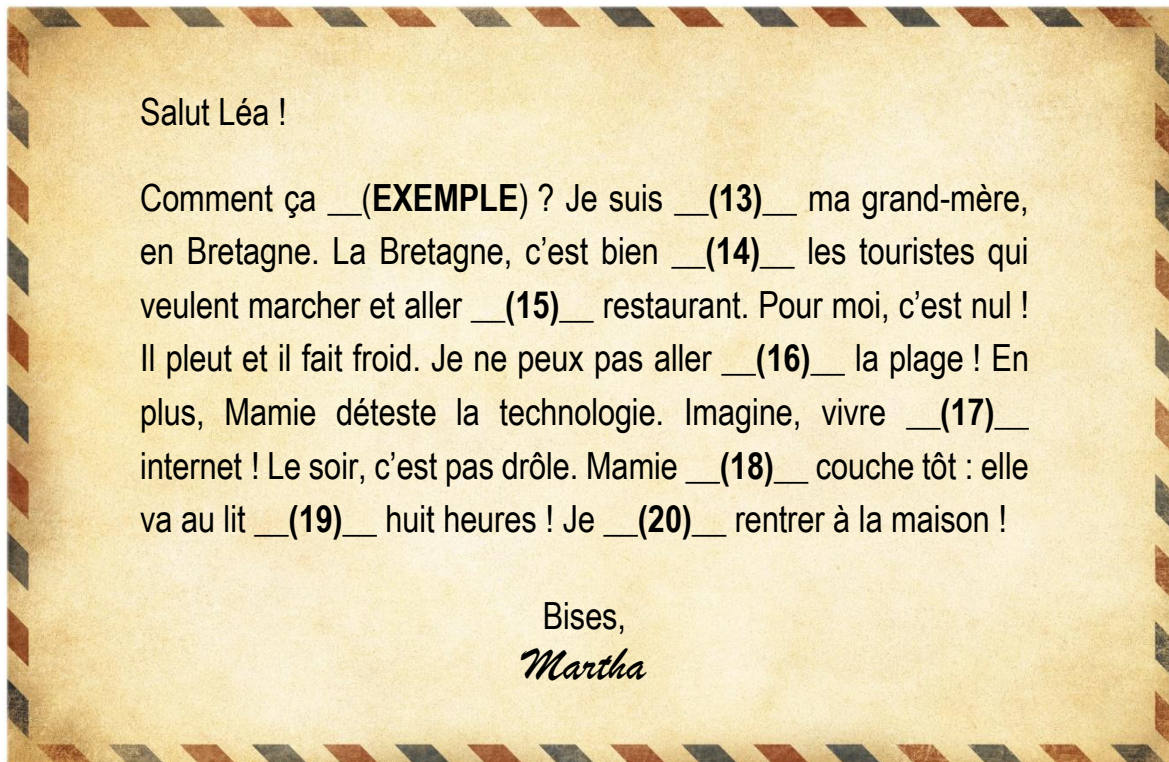 Salut Léa !
Comment ça __(EXEMPLE) ? Je suis __(13)__ ma grand-mère,
en Bretagne. La Bretagne, c’est bien __(14)__ les touristes qui
veulent marcher et aller __(15)__ restaurant. Pour moi, c’est nul !
Il pleut et il fait froid. Je ne peux pas aller __(16)__ la plage ! En
plus, Mamie déteste la technologie. Imagine, vivre __(17)__
internet ! Le soir, c’est pas drôle. Mamie __(18)__ couche tôt : elle
va au lit __(19)__ huit heures ! Je __(20)__ rentrer à la maison !
Bises,
Martha